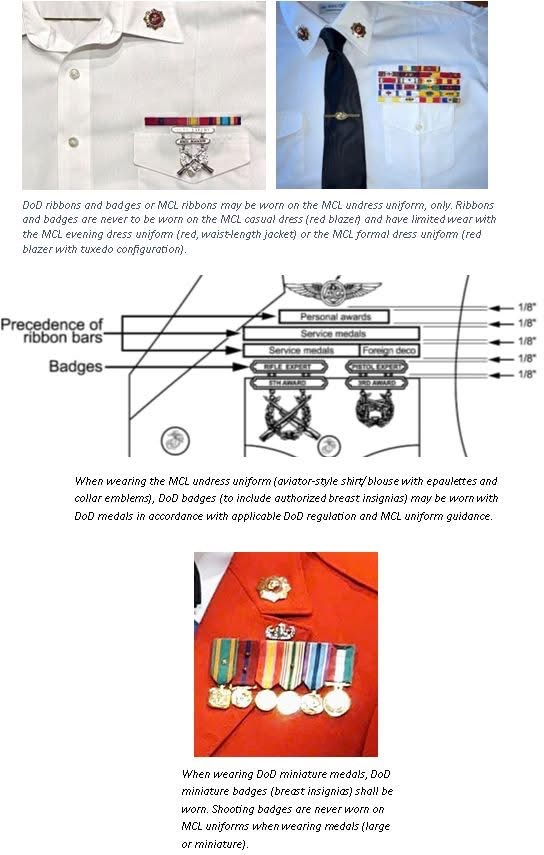 DoD ribbons and badges or MCL ribbons may be worn on the MCL undress uniform, only. Ribbons
and badges are never to be worn on the MCL casual dress (red blazer) and have limited wear with
the MCL evening dress uniform (red, waist-length jacket) or the MCL formal dress uniform (red
blazer with tuxedo configuration).
Personal awards
1/8"
Precedence of
ribbon bars
Service medals
1/8"
Service medals
Foreign deco
1/8"
Badges
RIFLE EXPERT
PISTOL EXPERT
1/8"
5TH AWARD
3RD AWARD
1/8"
When wearing the MCL undress uniform (aviator-style shirt/blouse with epaulettes and
collar emblems), DoD badges (to include authorized breast insignias) may be worn with
DoD medals in accordance with applicable DoD regulation and MCL uniform guidance.
When wearing DoD miniature medals, DoD
miniature badges (breast insignias) shall be
worn. Shooting badges are never worn on
MCL uniforms when wearing medals (large
or miniature).